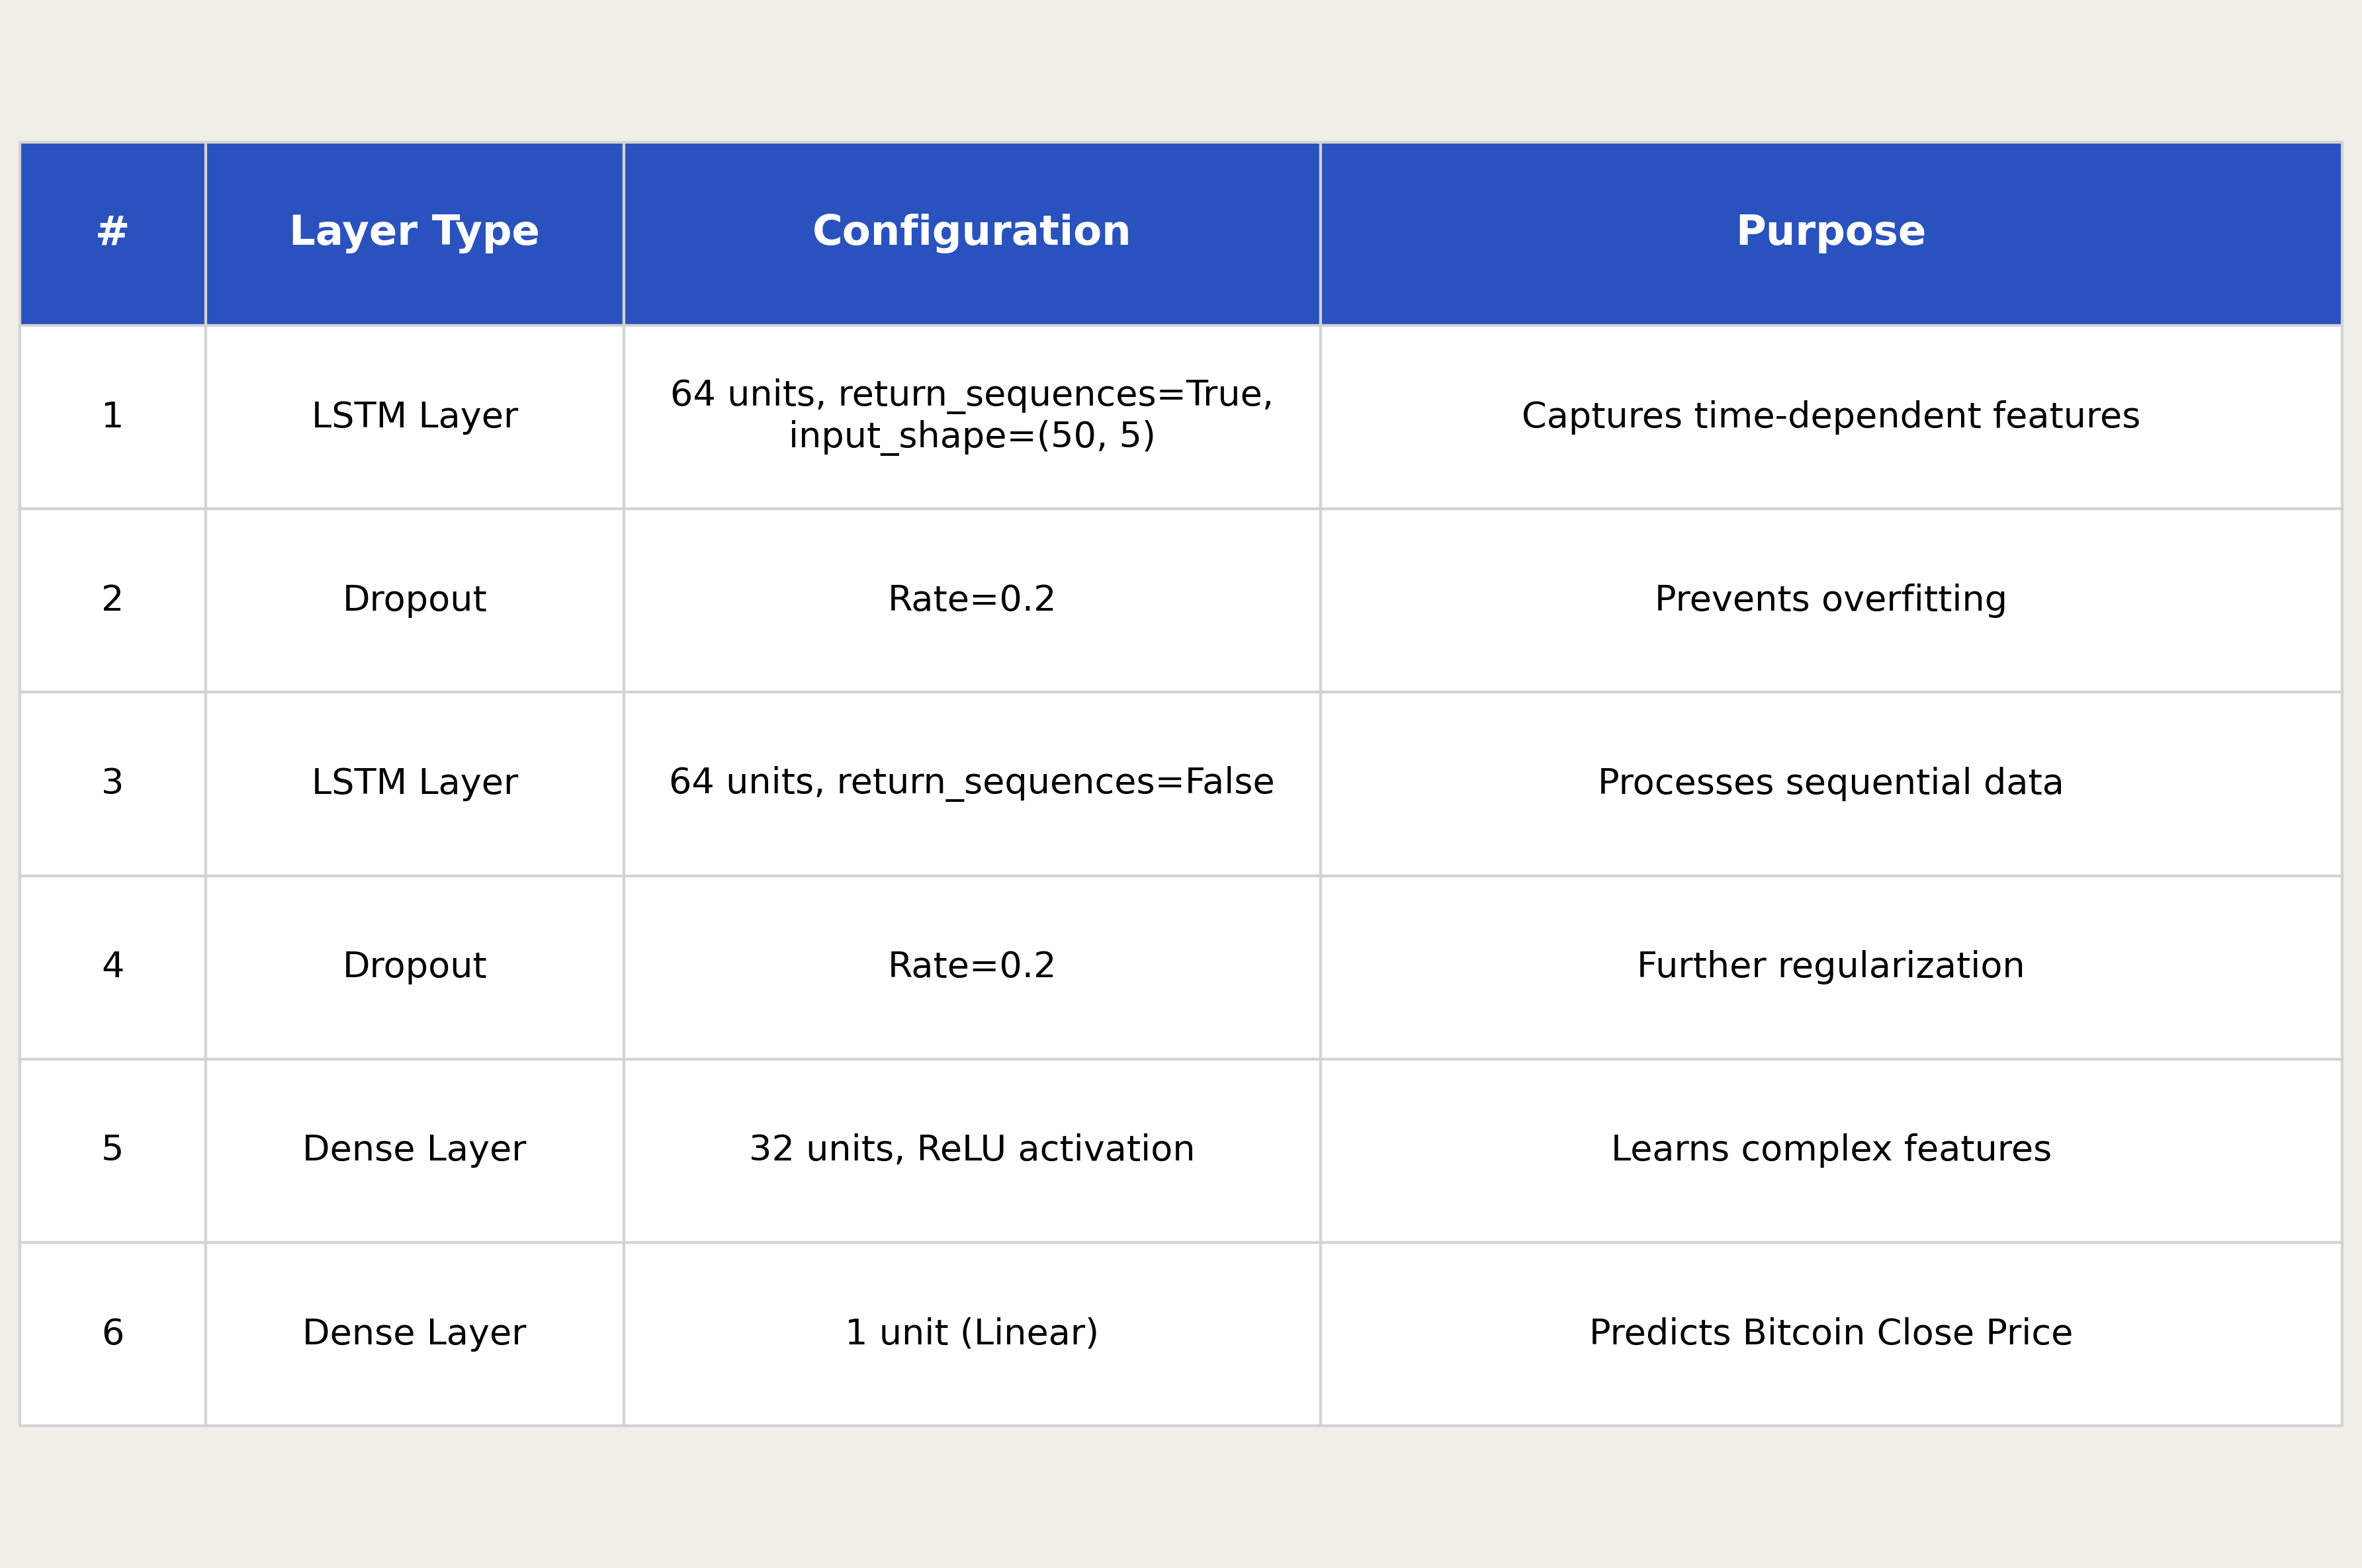 # Layer Type Configuration Purpose
1 LSTM Layer 64 units, return_sequences=True, input_shape=(50, 5) Captures time-dependent features
2 Dropout Rate=0.2 Prevents overfitting
3 LSTM Layer 64 units, return_sequences=False Processes sequential data
4 Dropout Rate=0.2 Further regularization
5 Dense Layer 32 units, ReLU activation Learns complex features
6 Dense Layer 1 unit (Linear) Predicts Bitcoin Close Price